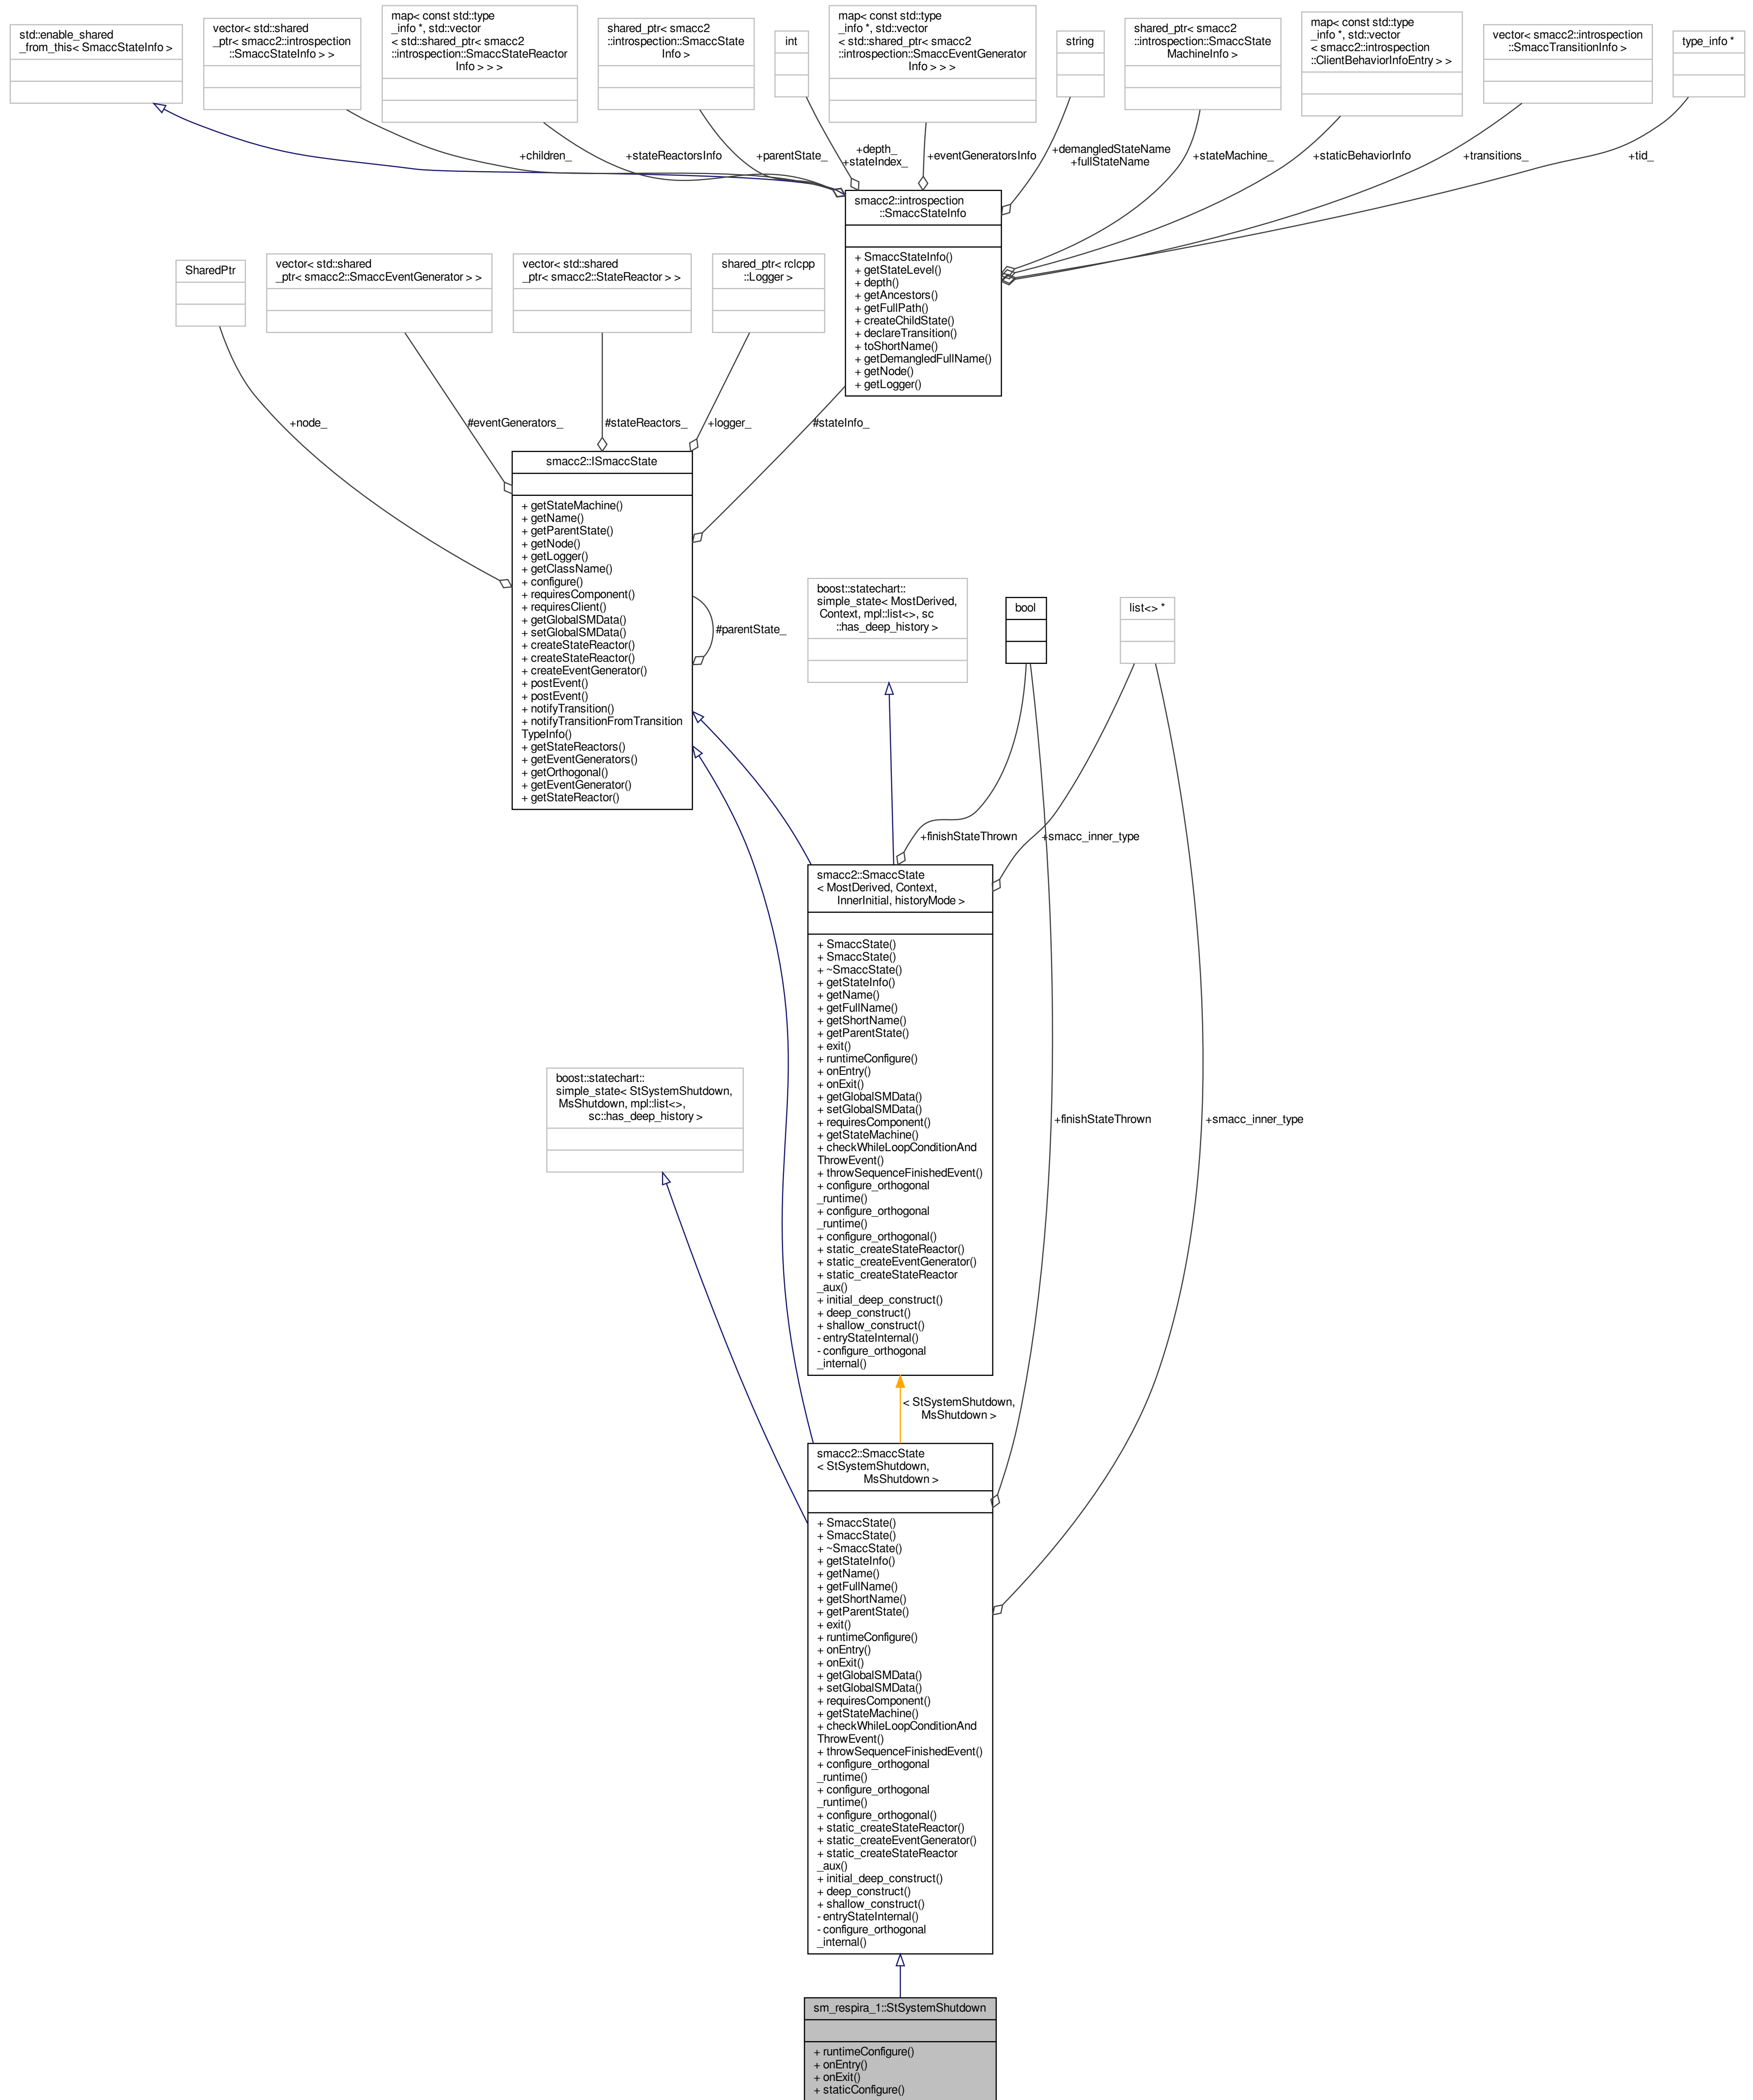 std::enable_shared
_from_this< SmaccStateInfo >
vector< std::shared
_ptr< smacc2::introspection
::SmaccStateInfo > >
map< const std::type
_info *, std::vector
< std::shared_ptr< smacc2
::introspection::SmaccStateReactor
Info > > >
shared_ptr< smacc2
::introspection::SmaccState
Info >
int
map< const std::type
_info *, std::vector
< std::shared_ptr< smacc2
::introspection::SmaccEventGenerator
Info > > >
string
shared_ptr< smacc2
::introspection::SmaccState
MachineInfo >
map< const std::type
_info *, std::vector
< smacc2::introspection
::ClientBehaviorInfoEntry > >
vector< smacc2::introspection
::SmaccTransitionInfo >
type_info *
+children_
+stateReactorsInfo
+parentState_
+depth_
+stateIndex_
+eventGeneratorsInfo
+demangledStateName
+fullStateName
+stateMachine_
+staticBehaviorInfo
+transitions_
+tid_
smacc2::introspection
::SmaccStateInfo
+ SmaccStateInfo()
+ getStateLevel()
+ depth()
+ getAncestors()
+ getFullPath()
+ createChildState()
+ declareTransition()
+ toShortName()
+ getDemangledFullName()
+ getNode()
+ getLogger()
SharedPtr
vector< std::shared
_ptr< smacc2::SmaccEventGenerator > >
vector< std::shared
_ptr< smacc2::StateReactor > >
shared_ptr< rclcpp
::Logger >
+node_
#eventGenerators_
#stateReactors_
+logger_
#stateInfo_
smacc2::ISmaccState
+ getStateMachine()
+ getName()
+ getParentState()
+ getNode()
+ getLogger()
+ getClassName()
+ configure()
+ requiresComponent()
+ requiresClient()
+ getGlobalSMData()
+ setGlobalSMData()
+ createStateReactor()
+ createStateReactor()
+ createEventGenerator()
+ postEvent()
+ postEvent()
+ notifyTransition()
+ notifyTransitionFromTransition
TypeInfo()
+ getStateReactors()
+ getEventGenerators()
+ getOrthogonal()
+ getEventGenerator()
+ getStateReactor()
#parentState_
boost::statechart::
simple_state< MostDerived,
Context, mpl::list<>, sc
::has_deep_history >
bool
list<> *
+finishStateThrown
+smacc_inner_type
smacc2::SmaccState
< MostDerived, Context,
InnerInitial, historyMode >
+ SmaccState()
+ SmaccState()
+ ~SmaccState()
+ getStateInfo()
+ getName()
+ getFullName()
+ getShortName()
+ getParentState()
+ exit()
+ runtimeConfigure()
+ onEntry()
+ onExit()
+ getGlobalSMData()
+ setGlobalSMData()
+ requiresComponent()
+ getStateMachine()
+ checkWhileLoopConditionAnd
ThrowEvent()
+ throwSequenceFinishedEvent()
+ configure_orthogonal
_runtime()
+ configure_orthogonal
_runtime()
+ configure_orthogonal()
+ static_createStateReactor()
+ static_createEventGenerator()
+ static_createStateReactor
_aux()
+ initial_deep_construct()
+ deep_construct()
+ shallow_construct()
- entryStateInternal()
- configure_orthogonal
_internal()
boost::statechart::
simple_state< StSystemShutdown,
MsShutdown, mpl::list<>,
sc::has_deep_history >
+finishStateThrown
+smacc_inner_type
< StSystemShutdown,
MsShutdown >
smacc2::SmaccState
< StSystemShutdown,
MsShutdown >
+ SmaccState()
+ SmaccState()
+ ~SmaccState()
+ getStateInfo()
+ getName()
+ getFullName()
+ getShortName()
+ getParentState()
+ exit()
+ runtimeConfigure()
+ onEntry()
+ onExit()
+ getGlobalSMData()
+ setGlobalSMData()
+ requiresComponent()
+ getStateMachine()
+ checkWhileLoopConditionAnd
ThrowEvent()
+ throwSequenceFinishedEvent()
+ configure_orthogonal
_runtime()
+ configure_orthogonal
_runtime()
+ configure_orthogonal()
+ static_createStateReactor()
+ static_createEventGenerator()
+ static_createStateReactor
_aux()
+ initial_deep_construct()
+ deep_construct()
+ shallow_construct()
- entryStateInternal()
- configure_orthogonal
_internal()
sm_respira_1::StSystemShutdown
+ runtimeConfigure()
+ onEntry()
+ onExit()
+ staticConfigure()